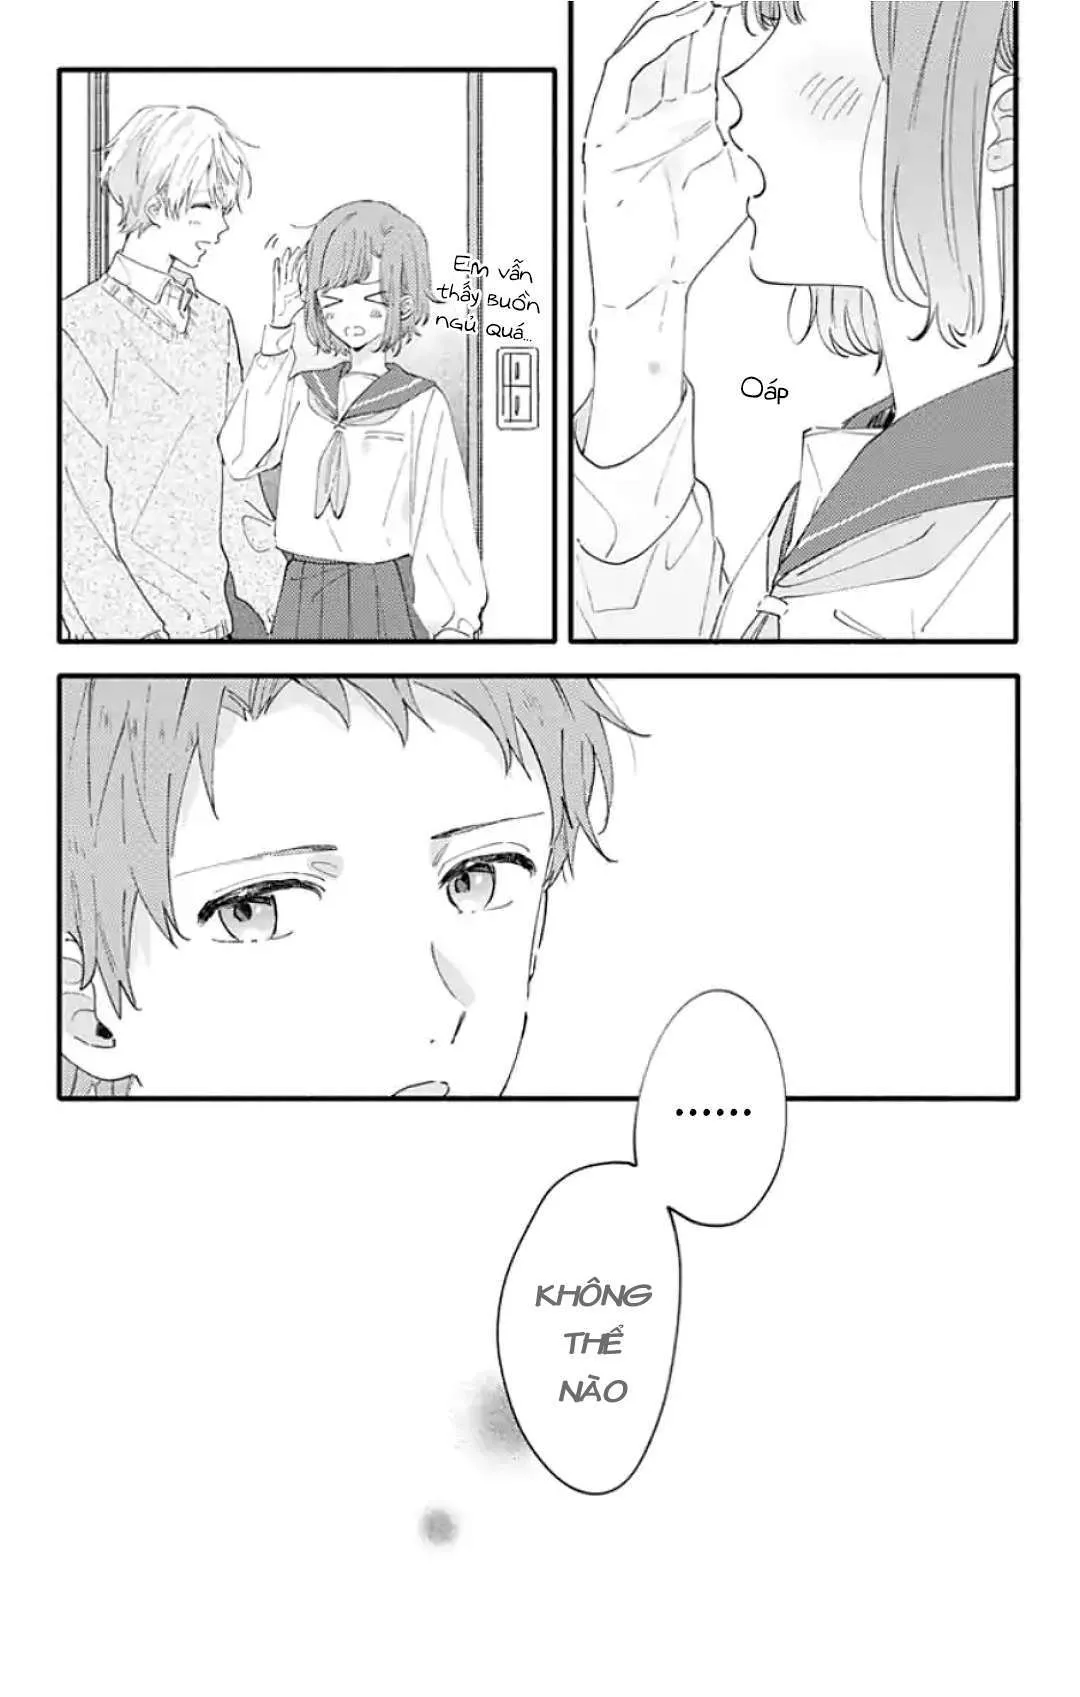 Em vẫn
thấy buồn
ngủ quá...
Oáp
......
KHÔNG
THỂ
NÀO